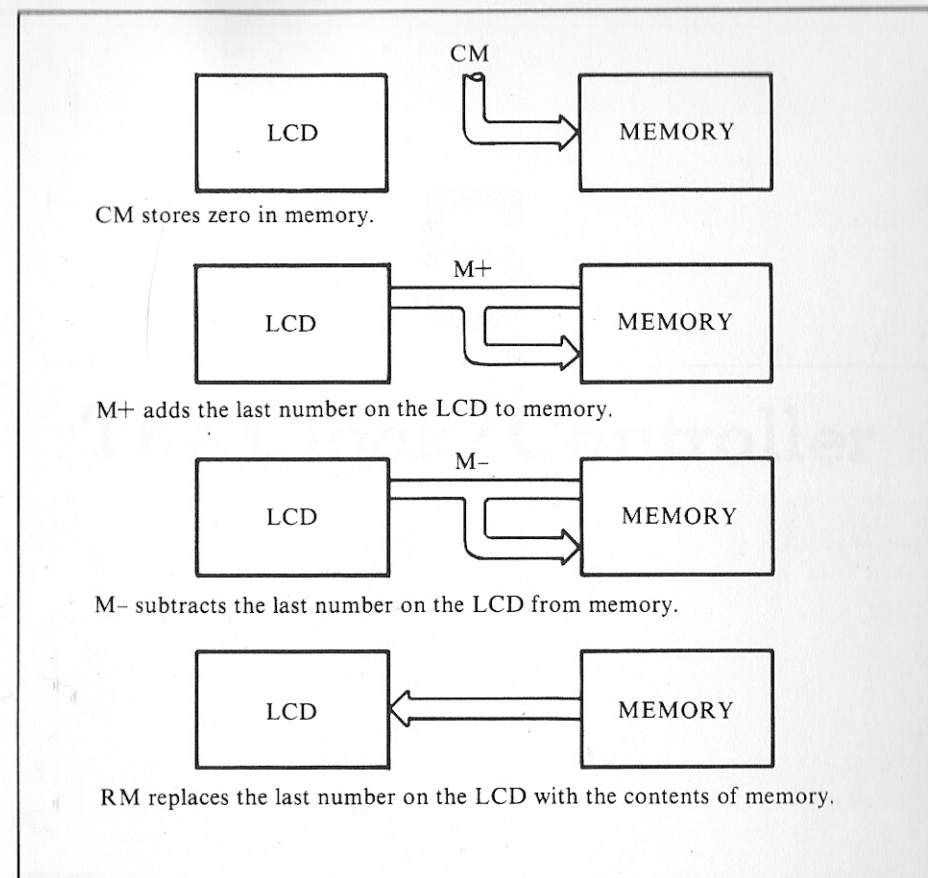 CM
LCD
MEMORY
CM stores zero in memory.
M+
LCD
MEMORY
M+ adds the last number on the LCD to memory.
M–
LCD
MEMORY
M– subtracts the last number on the LCD from memory.
LCD
MEMORY
RM replaces the last number on the LCD with the contents of memory.